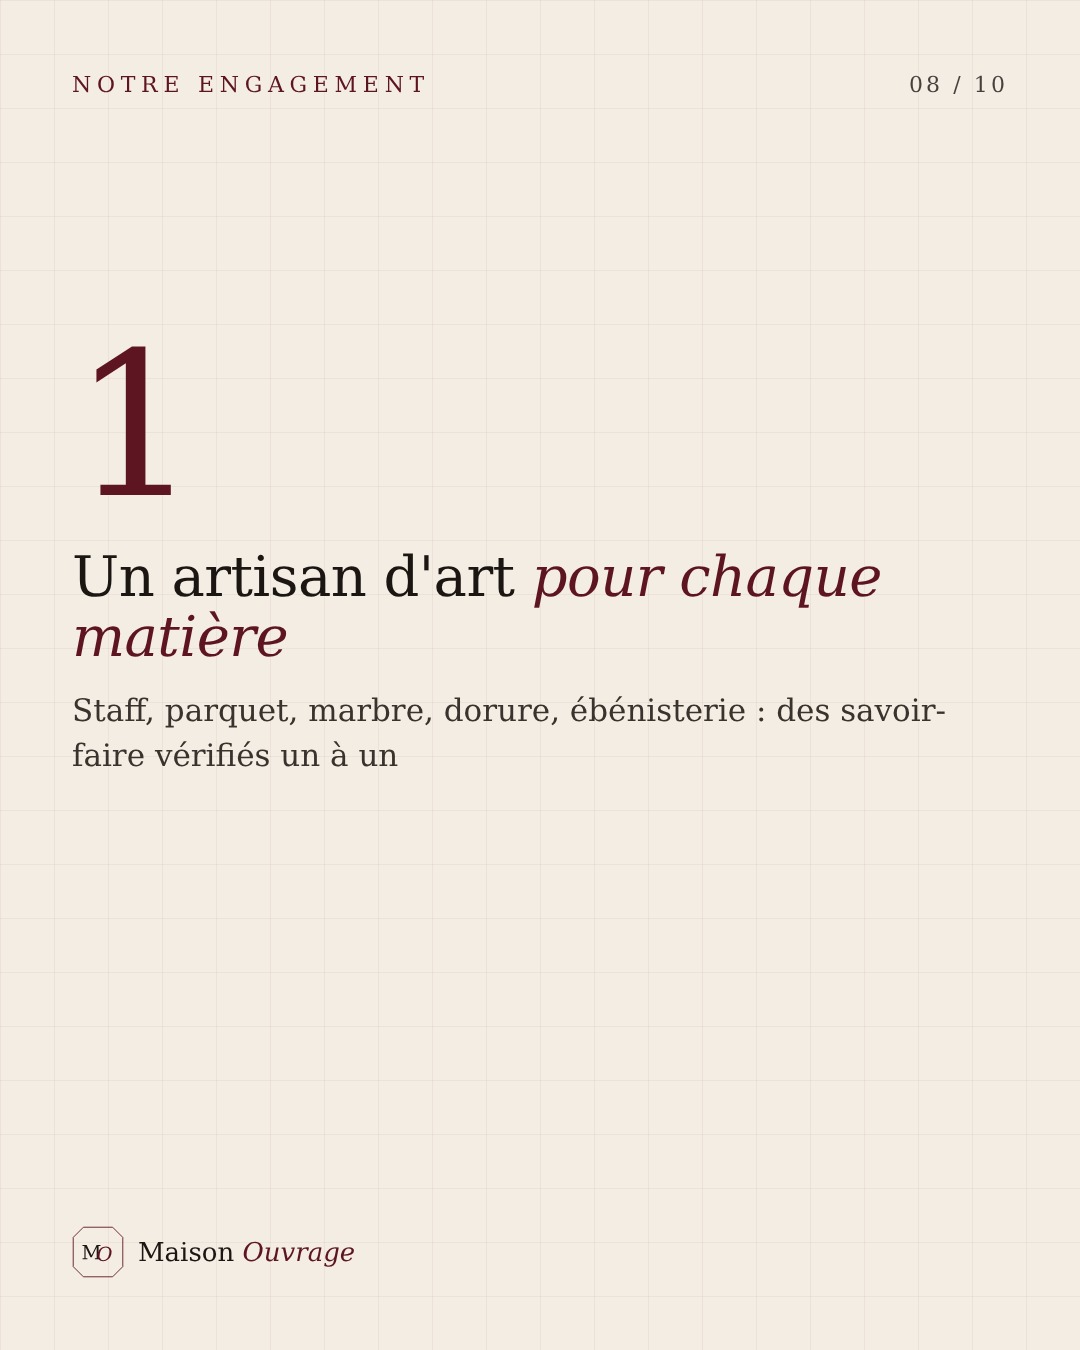 NOTRE ENGAGEMENT
08 / 10
1
Un artisan d'art pour chaque
matière
Staff, parquet, marbre, dorure, ébénisterie : des savoir-
faire vérifiés un à un
MO
Maison Ouvrage